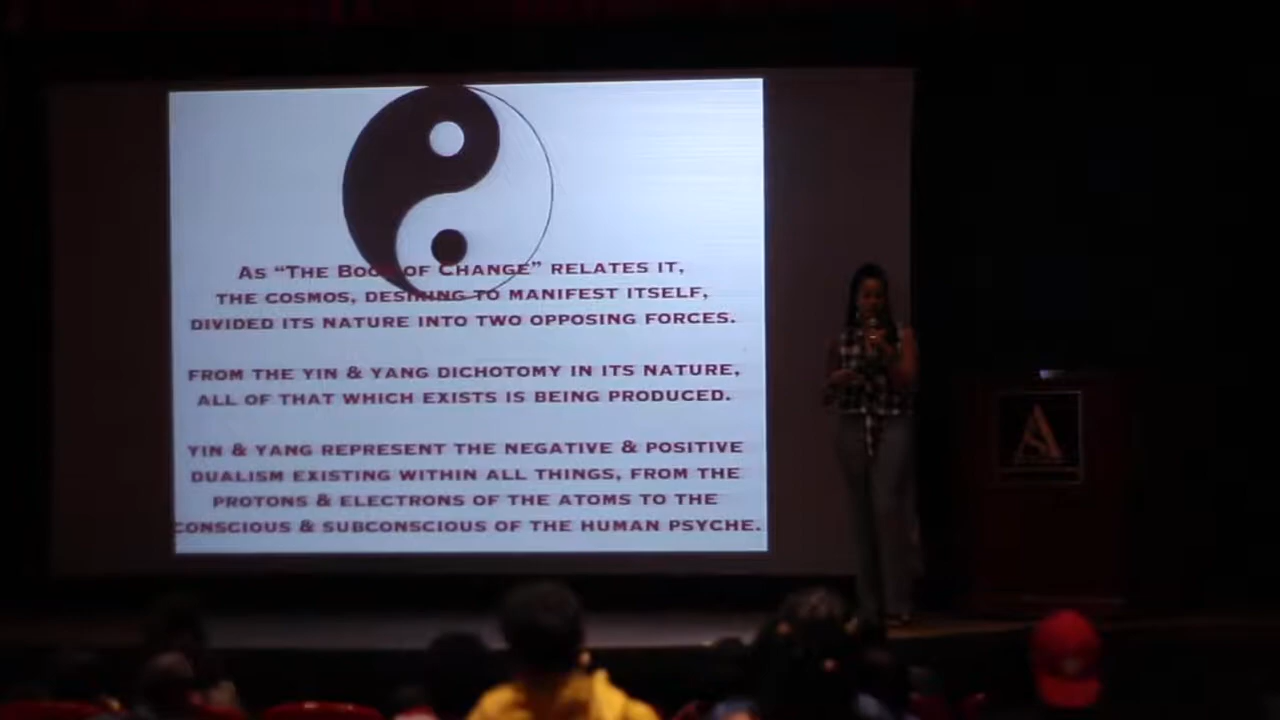 As “The Book of Change” relates it,
the cosmos, desiring to manifest itself,
divided its nature into two opposing forces.
From the yin & yang dichotomy in its nature,
all of that which exists is being produced.
Yin & yang represent the negative & positive
dualism existing within all things, from the
protons & electrons of the atoms to the
conscious & subconscious of the human psyche.